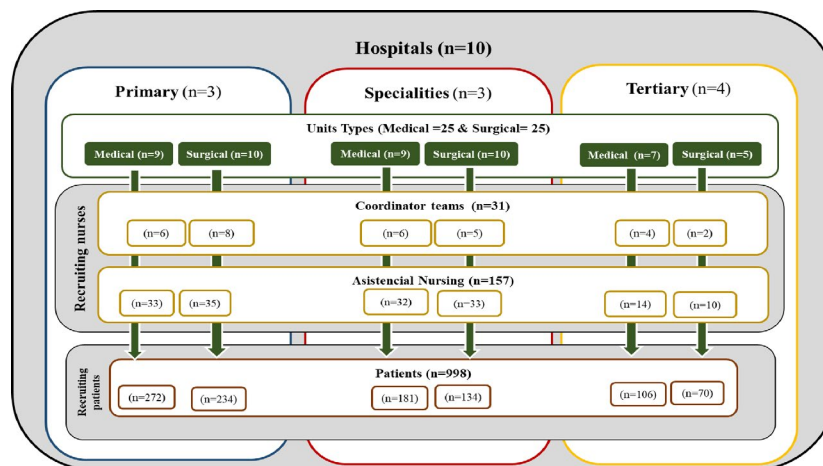 Hospitals (n=10)
Primary (n=3)
Specialities (n=3)
Tertiary (n=4)
Units Types (Medical =25 & Surgical= 25)
Medical (n=9) Surgical (n=10) Medical (n=9) Surgical (n=10) Medical (n=7) Surgical (n=5)
Recruiting nurses
Coordinator teams (n=31)
(n=6) (n=8) (n=6) (n=5) (n=4) (n=2)
Asistencial Nursing (n=157)
(n=33) (n=35) (n=32) (n=33) (n=14) (n=10)
Recruiting
patients
Patients (n=998)
(n=272) (n=234) (n=181) (n=134) (n=106) (n=70)